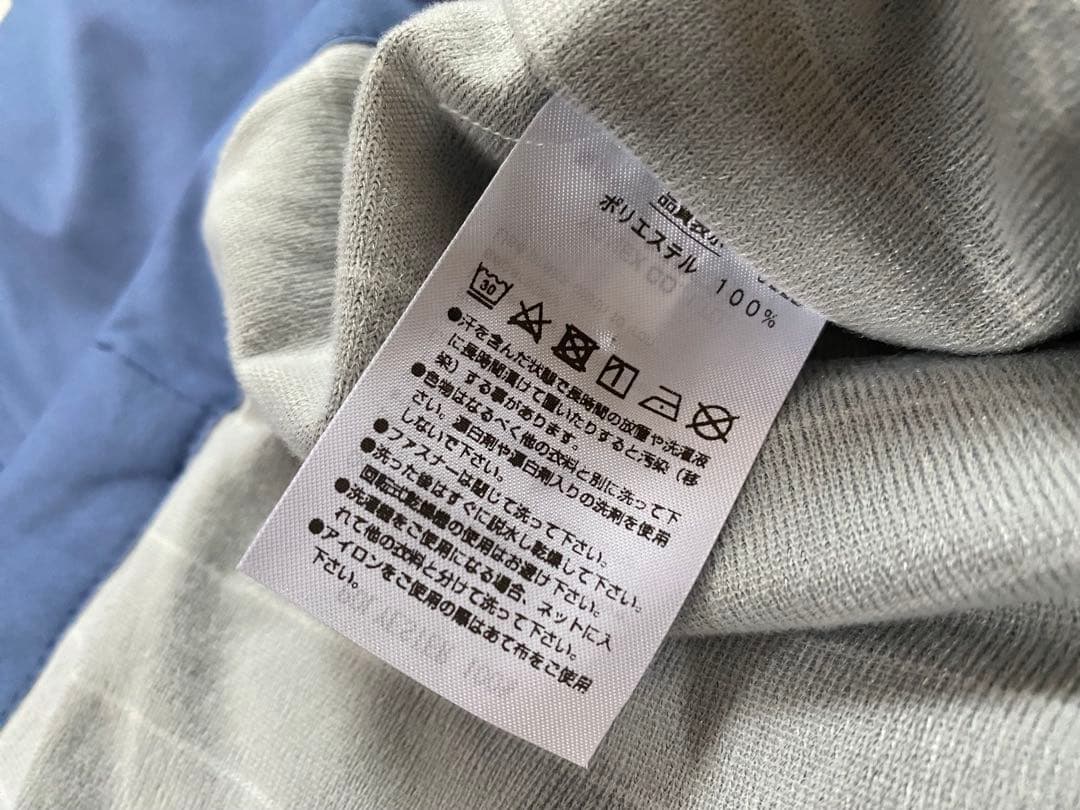 品質表示
ポリエステル 100%
30
●汗を含んだ状態で長時間の放置や洗濯液
に長時間漬けて置いたりすると汚染(移
染)する事があります。
●色物はなるべく他の衣料と別に洗って下
さい。漂白剤や漂白剤入りの洗剤を使用
しないで下さい。
●ファスナーは閉じて洗って下さい。
●洗った後はすぐに脱水し乾燥して下さい。
回転式乾燥機の使用はお避け下さい。
●洗濯機をご使用になる場合、ネットに入
れて他の衣料と分けて洗って下さい。
●アイロンをご使用の際はあて布をご使用
下さい。